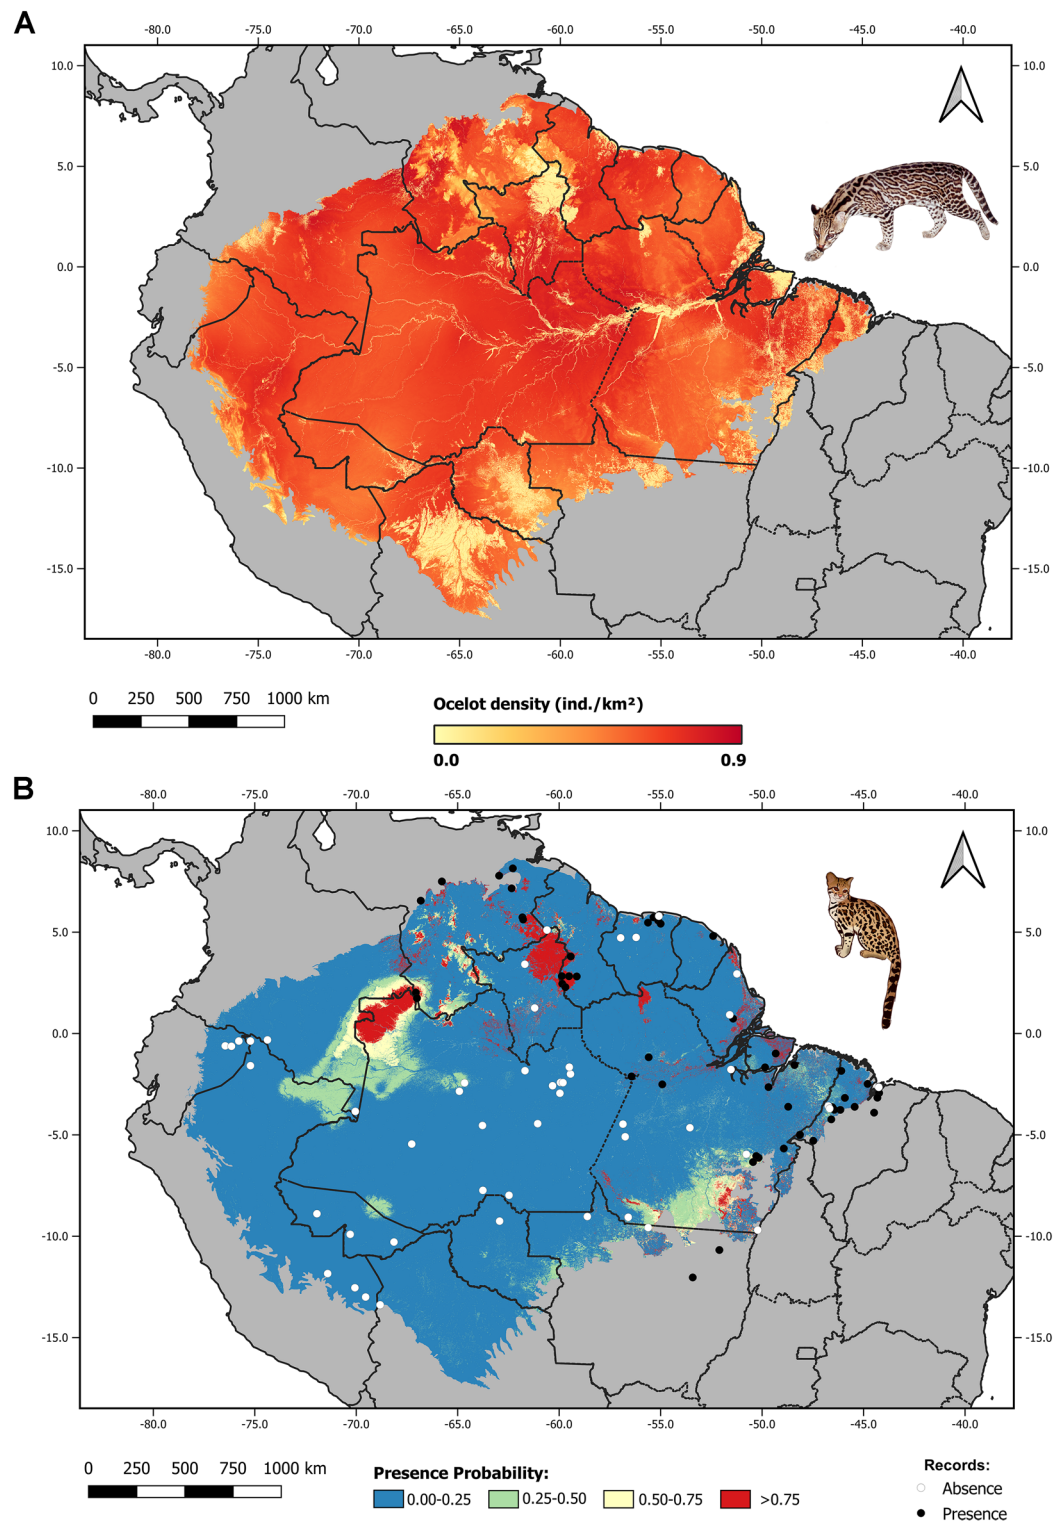 A
-80.0 -75.0 -70.0 -65.0 -60.0 -55.0 -50.0 -45.0 -40.0
10.0 10.0
5.0 5.0
0.0 0.0
-5.0 -5.0
-10.0 -10.0
-15.0 -15.0
-80.0 -75.0 -70.0 -65.0 -60.0 -55.0 -50.0 -45.0 -40.0
0 250 500 750 1000 km
Ocelot density (ind./km²)
0.0 0.9
B
-80.0 -75.0 -70.0 -65.0 -60.0 -55.0 -50.0 -45.0 -40.0
10.0 10.0
5.0 5.0
0.0 0.0
-5.0 -5.0
-10.0 -10.0
-15.0 -15.0
-80.0 -75.0 -70.0 -65.0 -60.0 -55.0 -50.0 -45.0 -40.0
0 250 500 750 1000 km
Presence Probability:
0.00-0.25 0.25-0.50 0.50-0.75 >0.75
Records:
Absence
Presence